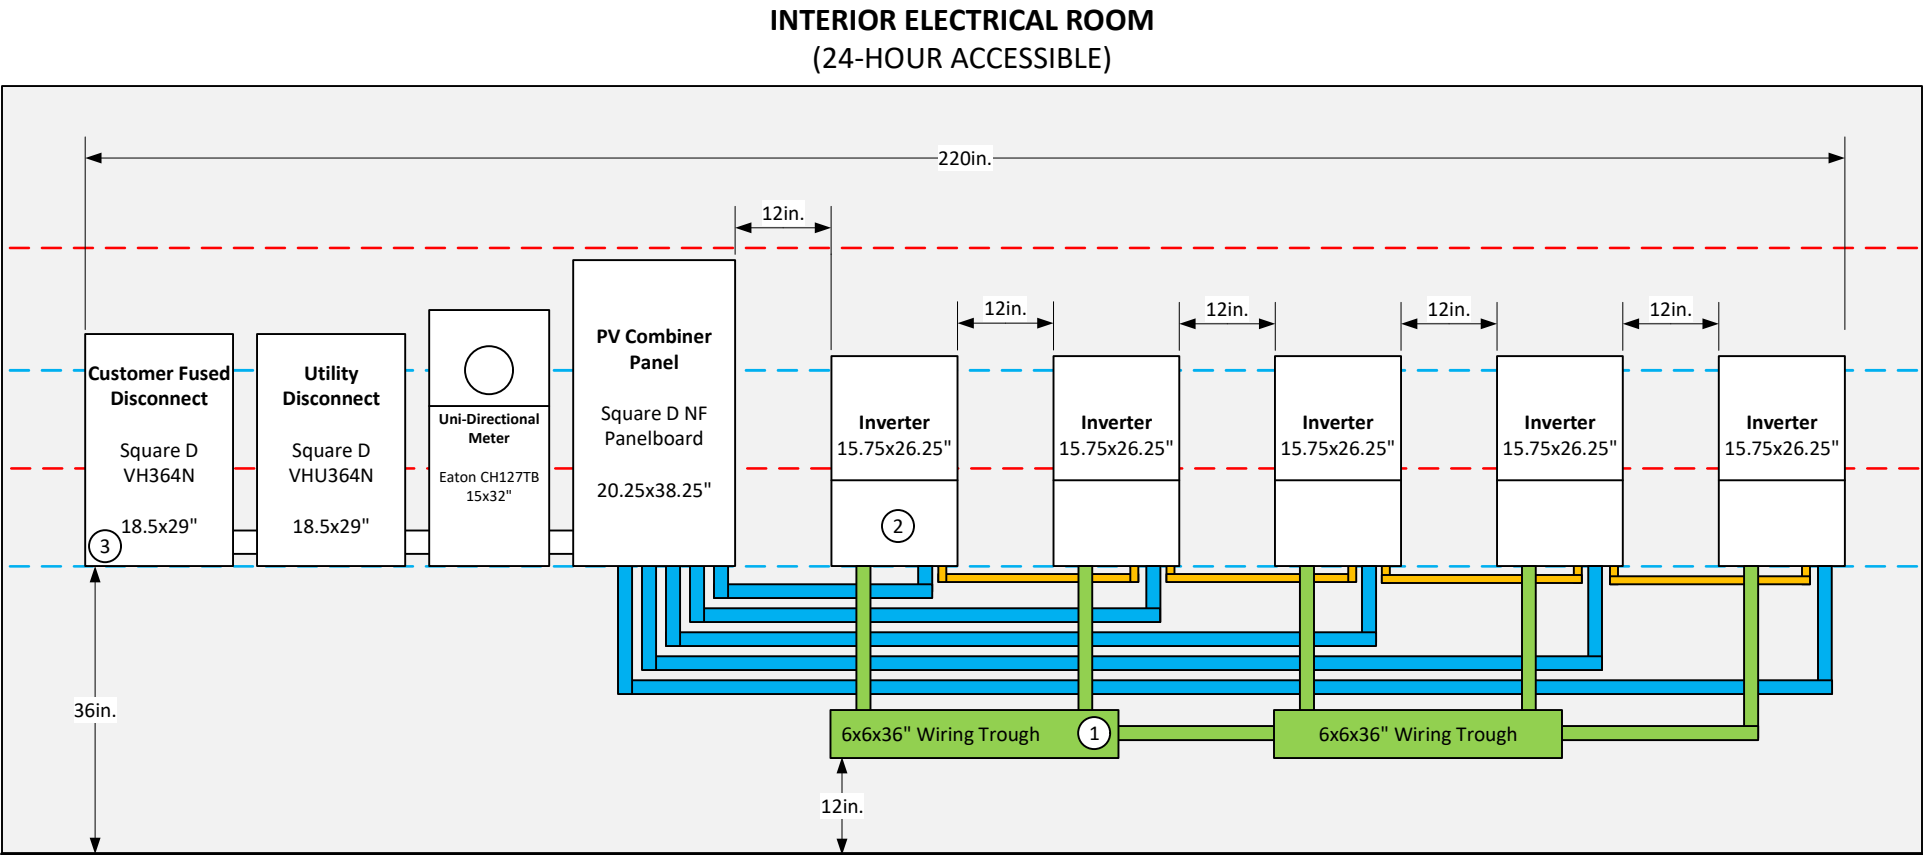 INTERIOR ELECTRICAL ROOM
(24-HOUR ACCESSIBLE)
220in.
12in.
12in.
12in.
12in.
12in.
Customer Fused
Disconnect
Square D
VH364N
18.5x29"
3
Utility
Disconnect
Square D
VHU364N
18.5x29"
Uni-Directional
Meter
Eaton CH127TB
15x32"
PV Combiner
Panel
Square D NF
Panelboard
20.25x38.25"
Inverter
15.75x26.25"
2
Inverter
15.75x26.25"
Inverter
15.75x26.25"
Inverter
15.75x26.25"
Inverter
15.75x26.25"
36in.
6x6x36" Wiring Trough
1
6x6x36" Wiring Trough
12in.